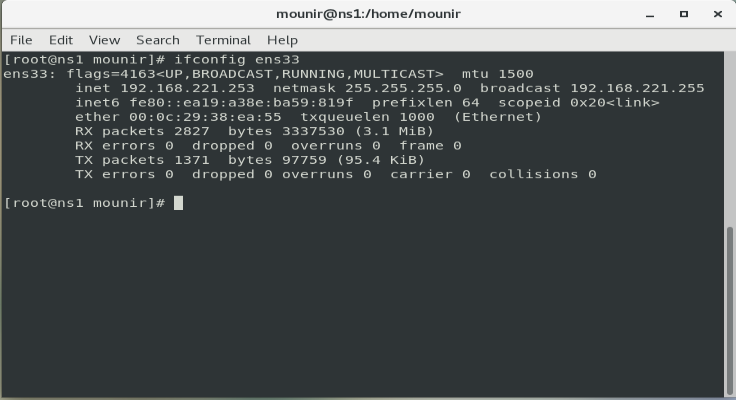 mounir@ns1:/home/mounir
File Edit View Search Terminal Help
[root@ns1 mounir]# ifconfig ens33
ens33: flags=4163<UP,BROADCAST,RUNNING,MULTICAST>  mtu 1500
        inet 192.168.221.253  netmask 255.255.255.0  broadcast 192.168.221.255
        inet6 fe80::ea19:a38e:ba59:819f  prefixlen 64  scopeid 0x20<link>
        ether 00:0c:29:38:ea:55  txqueuelen 1000  (Ethernet)
        RX packets 2827  bytes 3337530 (3.1 MiB)
        RX errors 0  dropped 0  overruns 0  frame 0
        TX packets 1371  bytes 97759 (95.4 KiB)
        TX errors 0  dropped 0 overruns 0  carrier 0  collisions 0
[root@ns1 mounir]#